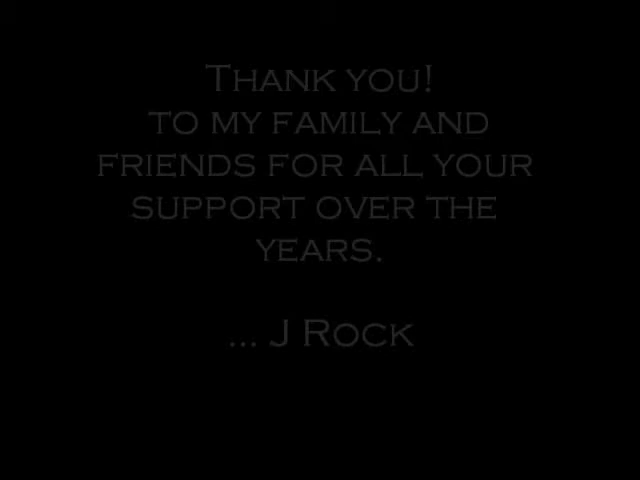 Thank you!
to my family and
friends for all your
support over the
years.
... J Rock